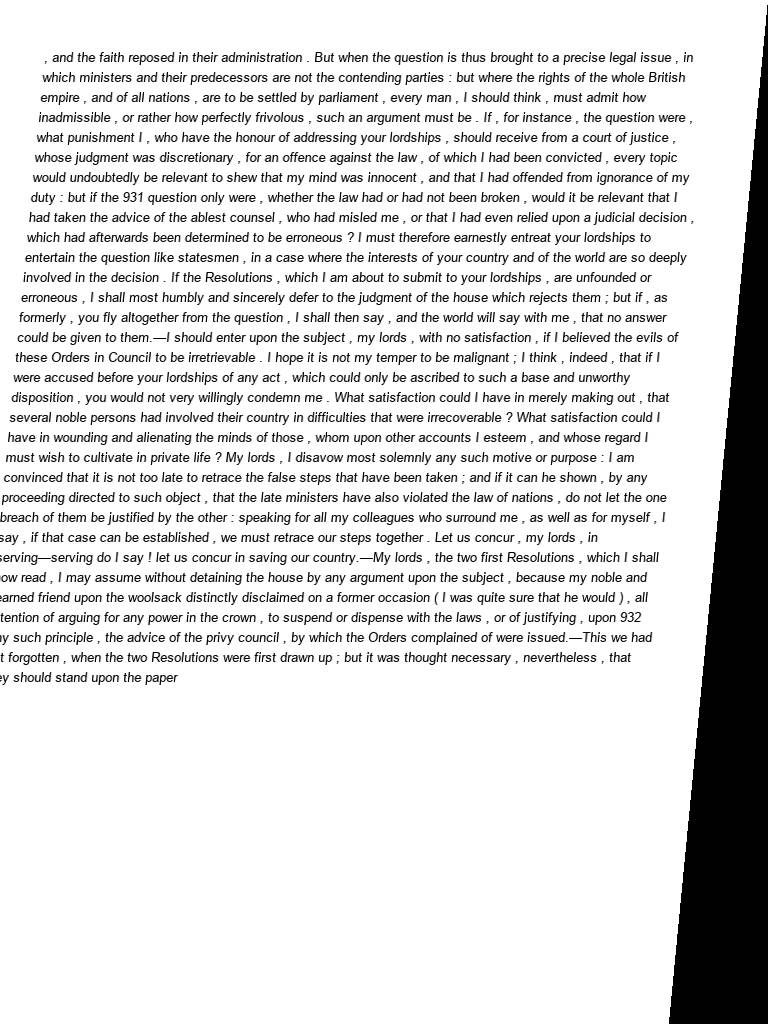 , and the faith reposed in their administration . But when the question is thus brought to a precise legal issue , in
which ministers and their predecessors are not the contending parties : but where the rights of the whole British
empire , and of all nations , are to be settled by parliament , every man , I should think , must admit how
inadmissible , or rather how perfectly frivolous , such an argument must be . If , for instance , the question were ,
what punishment I , who have the honour of addressing your lordships , should receive from a court of justice ,
whose judgment was discretionary , for an offence against the law , of which I had been convicted , every topic
would undoubtedly be relevant to shew that my mind was innocent , and that I had offended from ignorance of my
duty : but if the 931 question only were , whether the law had or had not been broken , would it be relevant that I
had taken the advice of the ablest counsel , who had misled me , or that I had even relied upon a judicial decision ,
which had afterwards been determined to be erroneous ? I must therefore earnestly entreat your lordships to
entertain the question like statesmen , in a case where the interests of your country and of the world are so deeply
involved in the decision . If the Resolutions , which I am about to submit to your lordships , are unfounded or
erroneous , I shall most humbly and sincerely defer to the judgment of the house which rejects them ; but if , as
formerly , you fly altogether from the question , I shall then say , and the world will say with me , that no answer
could be given to them.—I should enter upon the subject , my lords , with no satisfaction , if I believed the evils of
these Orders in Council to be irretrievable . I hope it is not my temper to be malignant ; I think , indeed , that if I
were accused before your lordships of any act , which could only be ascribed to such a base and unworthy
disposition , you would not very willingly condemn me . What satisfaction could I have in merely making out , that
several noble persons had involved their country in difficulties that were irrecoverable ? What satisfaction could I
have in wounding and alienating the minds of those , whom upon other accounts I esteem , and whose regard I
must wish to cultivate in private life ? My lords , I disavow most solemnly any such motive or purpose : I am
convinced that it is not too late to retrace the false steps that have been taken ; and if it can he shown , by any
proceeding directed to such object , that the late ministers have also violated the law of nations , do not let the one
breach of them be justified by the other : speaking for all my colleagues who surround me , as well as for myself , I
say , if that case can be established , we must retrace our steps together . Let us concur , my lords , in
serving—serving do I say ! let us concur in saving our country.—My lords , the two first Resolutions , which I shall
read , I may assume without detaining the house by any argument upon the subject , because my noble and
friend upon the woolsack distinctly disclaimed on a former occasion ( I was quite sure that he would ) , all
of arguing for any power in the crown , to suspend or dispense with the laws , or of justifying , upon 932
such principle , the advice of the privy council , by which the Orders complained of were issued.—This we had
forgotten , when the two Resolutions were first drawn up ; but it was thought necessary , nevertheless , that
should stand upon the paper